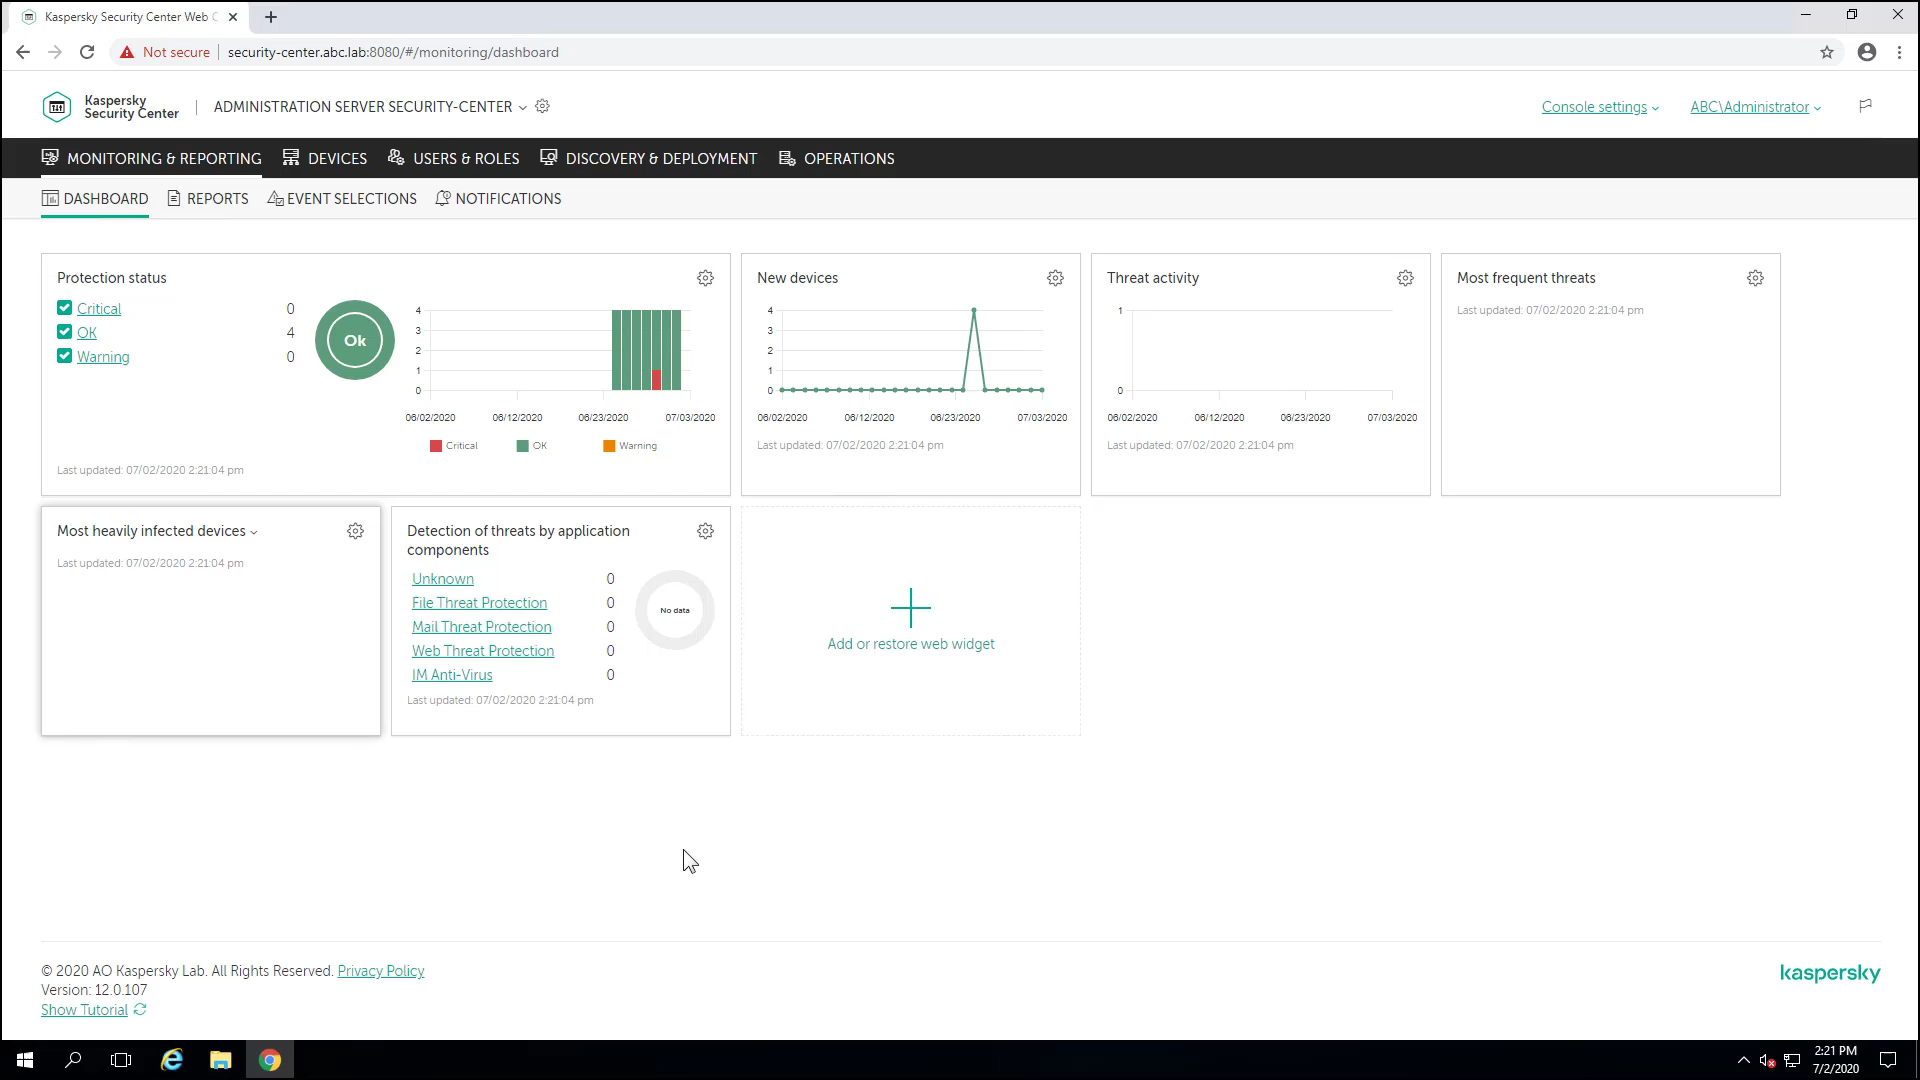 Kaspersky Security Center Web C
Not secure
security-center.abc.lab:8080/#/monitoring/dashboard
Kaspersky
Security Center
ADMINISTRATION SERVER SECURITY-CENTER
Console settings
ABC\Administrator
MONITORING & REPORTING
DEVICES
USERS & ROLES
DISCOVERY & DEPLOYMENT
OPERATIONS
DASHBOARD
REPORTS
EVENT SELECTIONS
NOTIFICATIONS
Protection status
Critical 0
OK 4
Warning 0
Ok
4
3
2
1
0
06/02/2020 06/12/2020 06/23/2020 07/03/2020
Critical OK Warning
Last updated: 07/02/2020 2:21:04 pm
New devices
4
3
2
1
0
06/02/2020 06/12/2020 06/23/2020 07/03/2020
Last updated: 07/02/2020 2:21:04 pm
Threat activity
1
0
06/02/2020 06/12/2020 06/23/2020 07/03/2020
Last updated: 07/02/2020 2:21:04 pm
Most frequent threats
Last updated: 07/02/2020 2:21:04 pm
Most heavily infected devices
Last updated: 07/02/2020 2:21:04 pm
Detection of threats by application
components
Unknown 0
File Threat Protection 0
Mail Threat Protection 0
Web Threat Protection 0
IM Anti-Virus 0
No data
Last updated: 07/02/2020 2:21:04 pm
Add or restore web widget
© 2020 AO Kaspersky Lab. All Rights Reserved. Privacy Policy
Version: 12.0.107
Show Tutorial
kaspersky
2:21 PM
7/2/2020